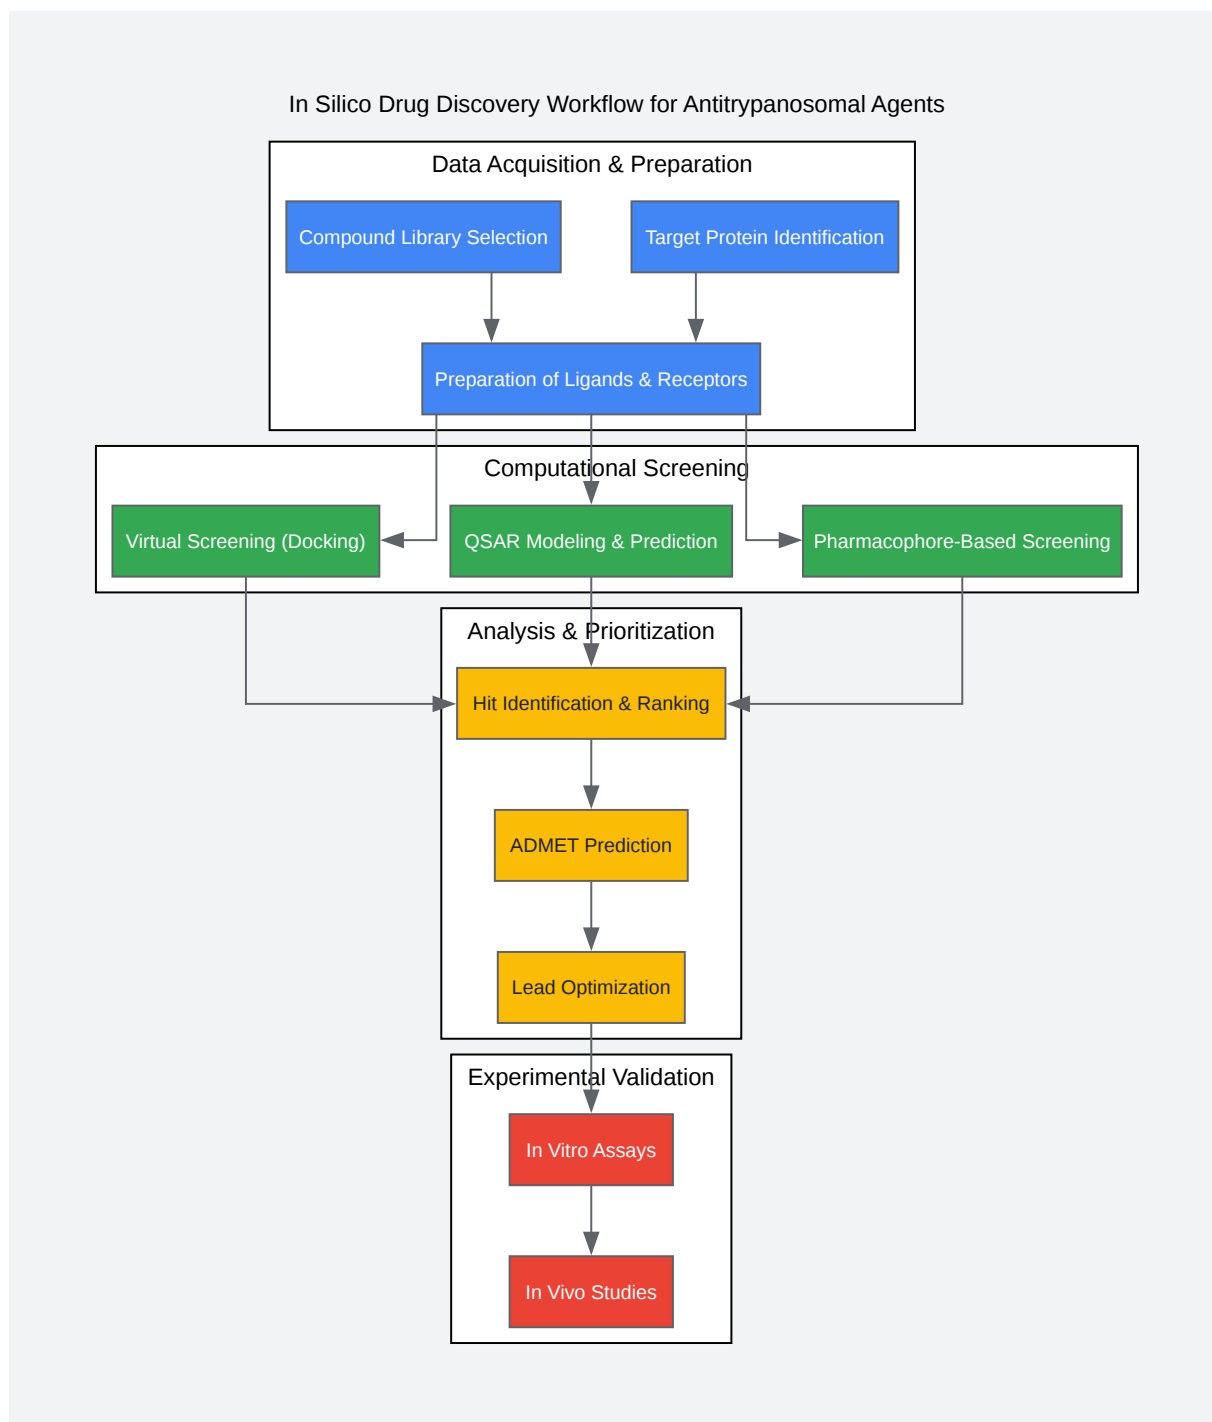 In Silico Drug Discovery Workflow for Antitrypanosomal Agents
Data Acquisition & Preparation
Compound Library Selection
Target Protein Identification
Preparation of Ligands & Receptors
Computational Screening
Virtual Screening (Docking)
QSAR Modeling & Prediction
Pharmacophore-Based Screening
Analysis & Prioritization
Hit Identification & Ranking
ADMET Prediction
Lead Optimization
Experimental Validation
In Vitro Assays
In Vivo Studies